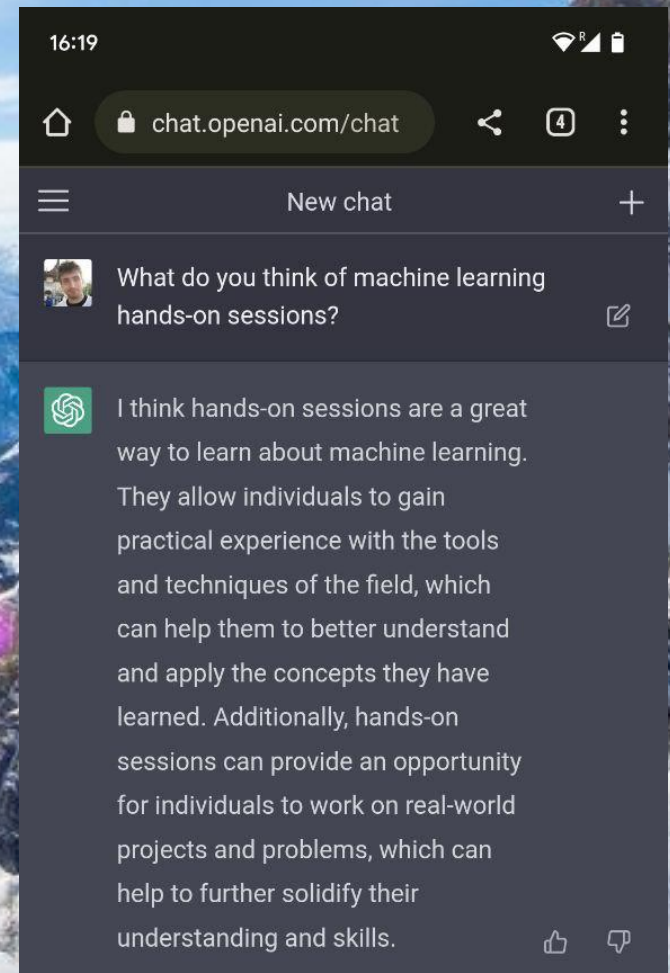 16:19
R
chat.openai.com/chat
4
New chat
What do you think of machine learning
hands-on sessions?
I think hands-on sessions are a great
way to learn about machine learning.
They allow individuals to gain
practical experience with the tools
and techniques of the field, which
can help them to better understand
and apply the concepts they have
learned. Additionally, hands-on
sessions can provide an opportunity
for individuals to work on real-world
projects and problems, which can
help to further solidify their
understanding and skills.